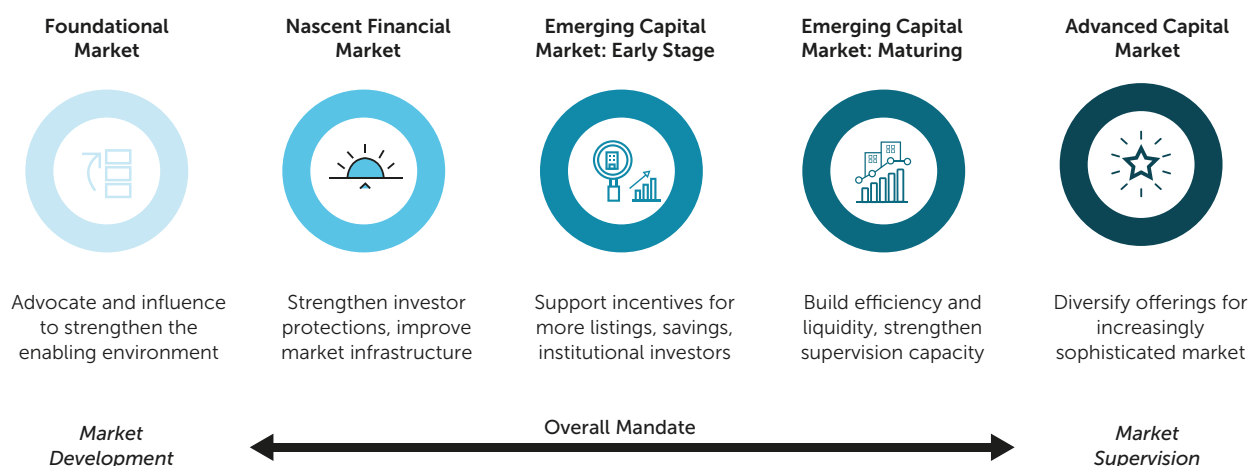 Foundational
Market
Nascent Financial
Market
Emerging Capital
Market: Early Stage
Emerging Capital
Market: Maturing
Advanced Capital
Market
Advocate and influence
to strengthen the
enabling environment
Strengthen investor
protections, improve
market infrastructure
Support incentives for
more listings, savings,
institutional investors
Build efficiency and
liquidity, strengthen
supervision capacity
Diversify offerings for
increasingly
sophisticated market
Market
Development
Overall Mandate
Market
Supervision